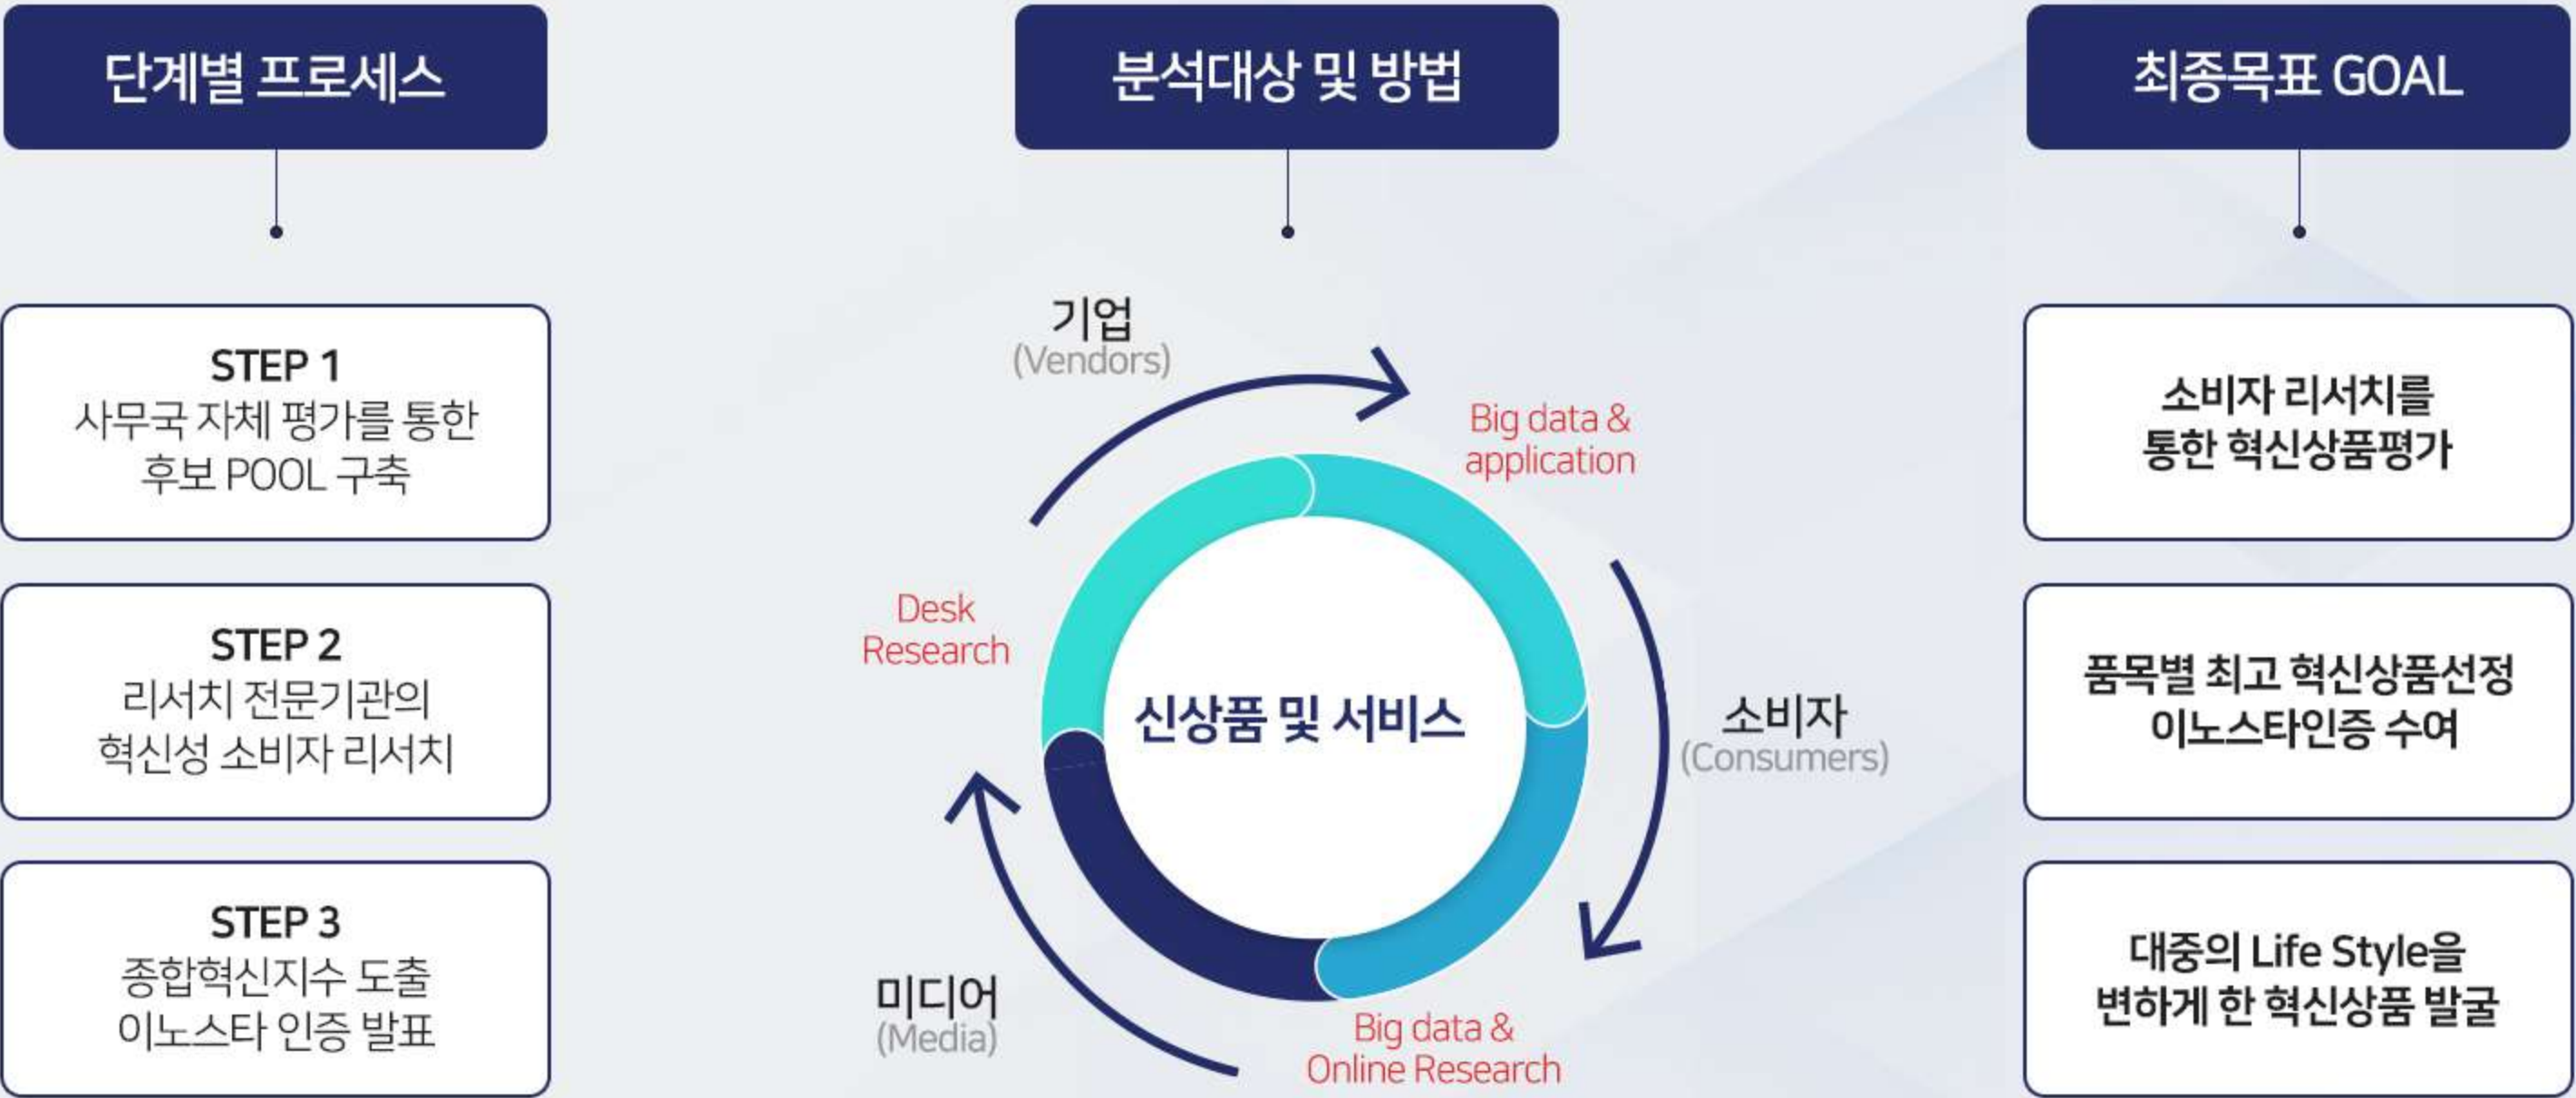 단계별 프로세스
STEP 1
사무국 자체 평가를 통한
후보 POOL 구축
STEP 2
리서치 전문기관의
혁신성 소비자 리서치
STEP 3
종합혁신지수 도출
이노스타 인증 발표
분석대상 및 방법
기업
(Vendors)
Big data &
application
Desk
Research
신상품 및 서비스
소비자
(Consumers)
미디어
(Media)
Big data &
Online Research
최종목표 GOAL
소비자 리서치를
통한 혁신상품평가
품목별 최고 혁신상품선정
이노스타인증 수여
대중의 Life Style을
변하게 한 혁신상품 발굴